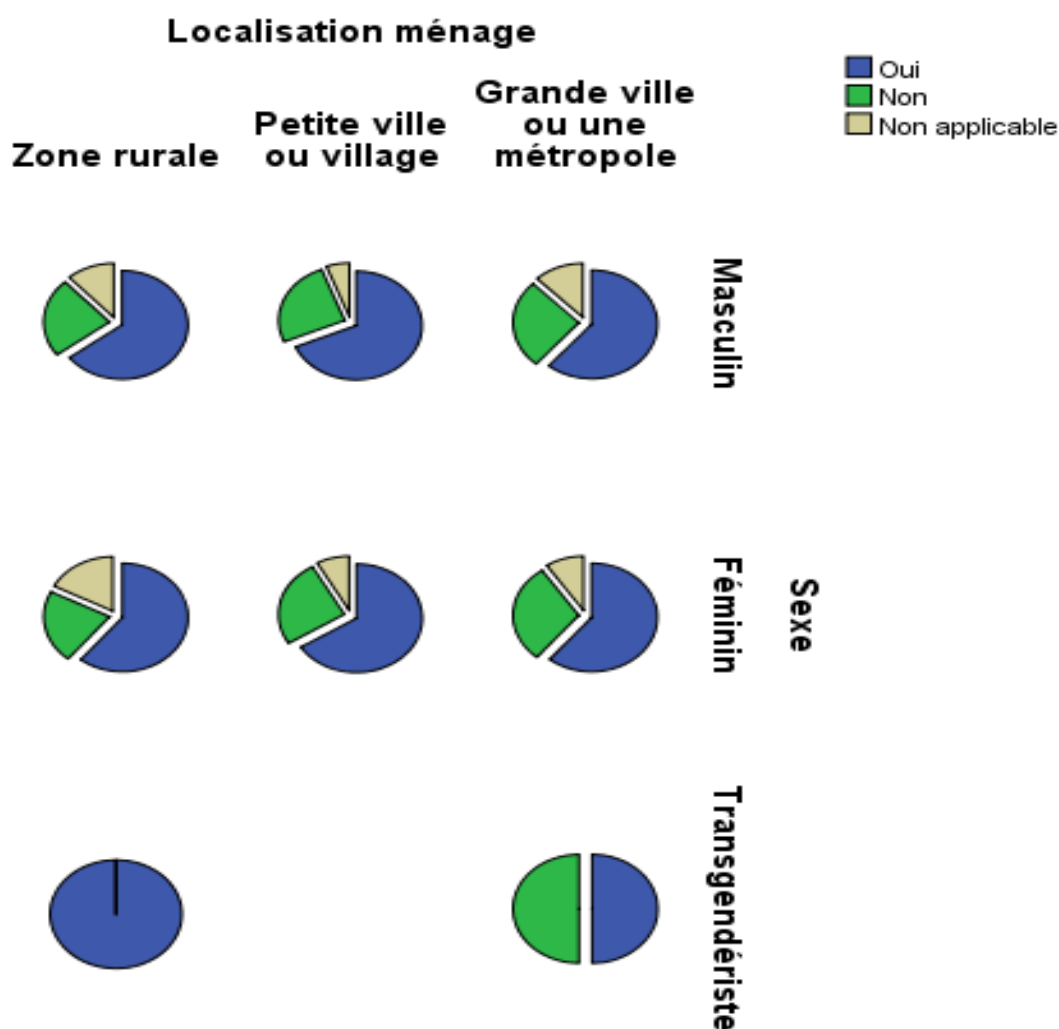 Localisation ménage
Zone rurale
Petite ville
ou village
Grande ville
ou une
métropole
Oui
Non
Non applicable
Masculin
Féminin
Transgendériste
Sexe